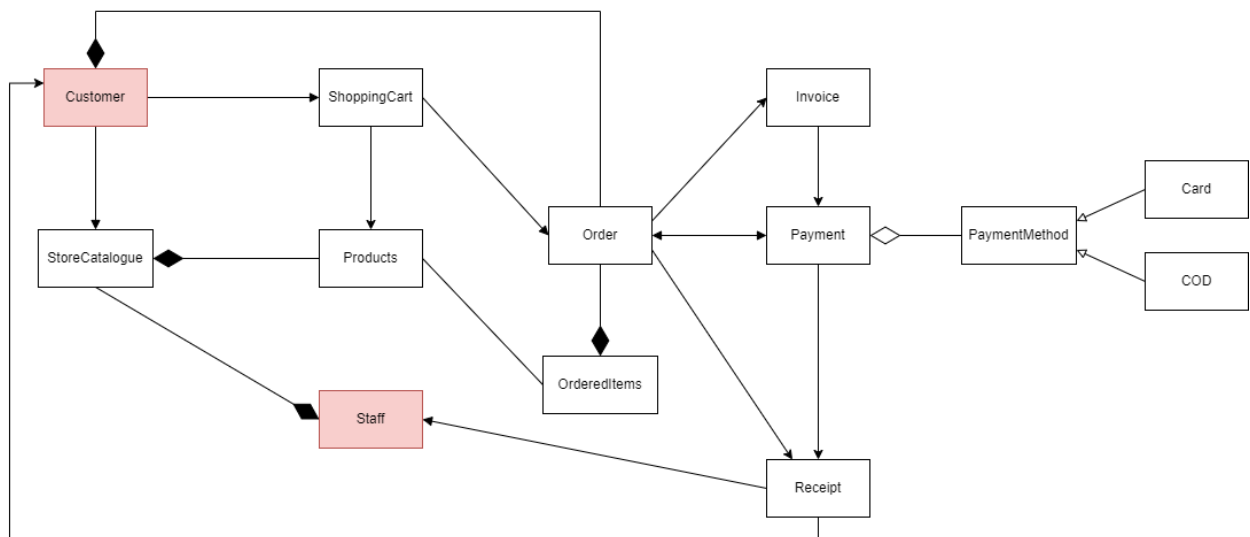 Customer
ShoppingCart
Invoice
Card
StoreCatalogue
Products
Order
Payment
PaymentMethod
COD
OrderedItems
Staff
Receipt